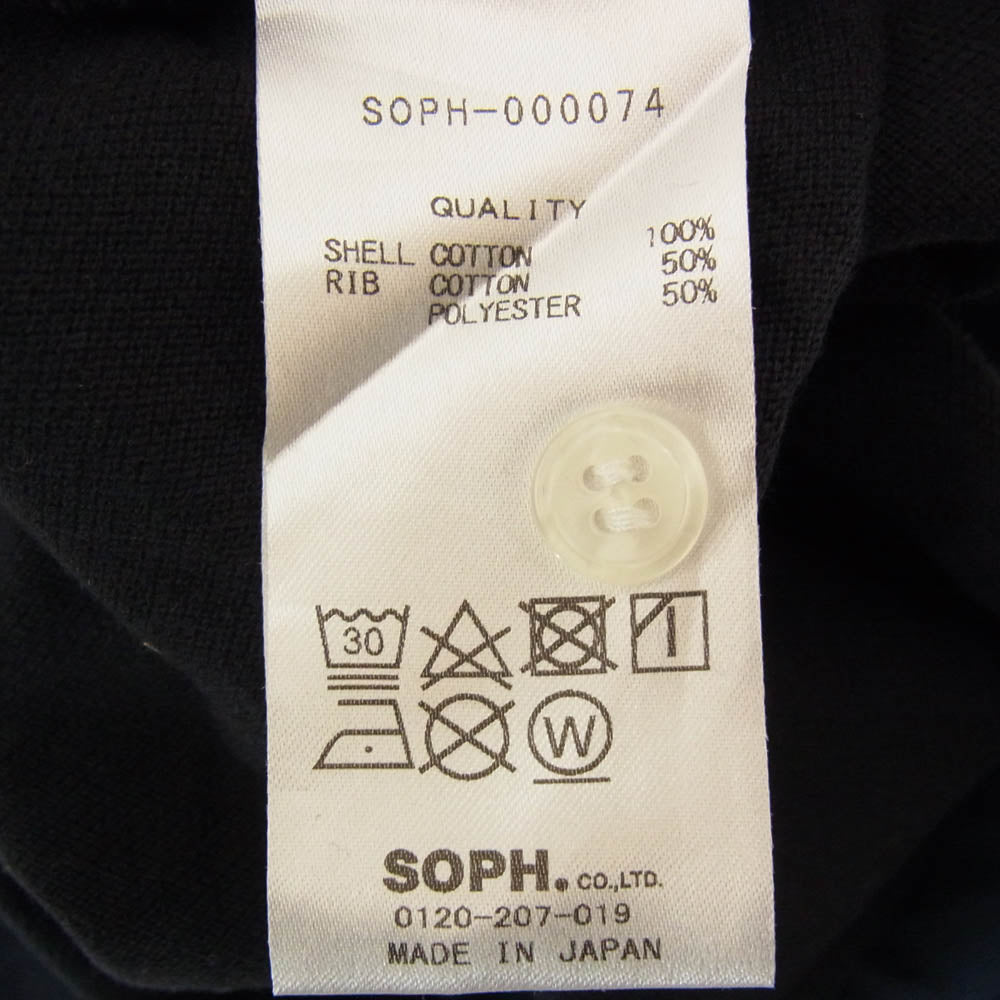 SOPH-000074
QUALITY
SHELL COTTON 100%
RIB COTTON 50%
POLYESTER 50%
30
W
SOPH. CO.,LTD.
0120-207-019
MADE IN JAPAN